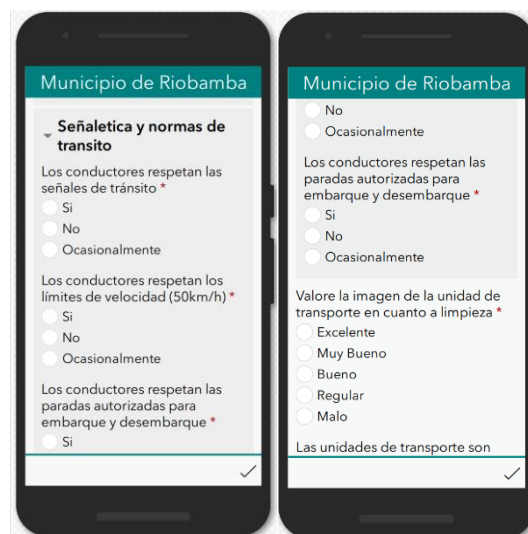 Municipio de Riobamba
Señaletica y normas de
transito
Los conductores respetan las
señales de tránsito *
Si
No
Ocasionalmente
Los conductores respetan los
límites de velocidad (50km/h) *
Si
No
Ocasionalmente
Los conductores respetan las
paradas autorizadas para
embarque y desembarque *
Si
Municipio de Riobamba
No
Ocasionalmente
Los conductores respetan las
paradas autorizadas para
embarque y desembarque *
Si
No
Ocasionalmente
Valore la imagen de la unidad de
transporte en cuanto a limpieza *
Excelente
Muy Bueno
Bueno
Regular
Malo
Las unidades de transporte son